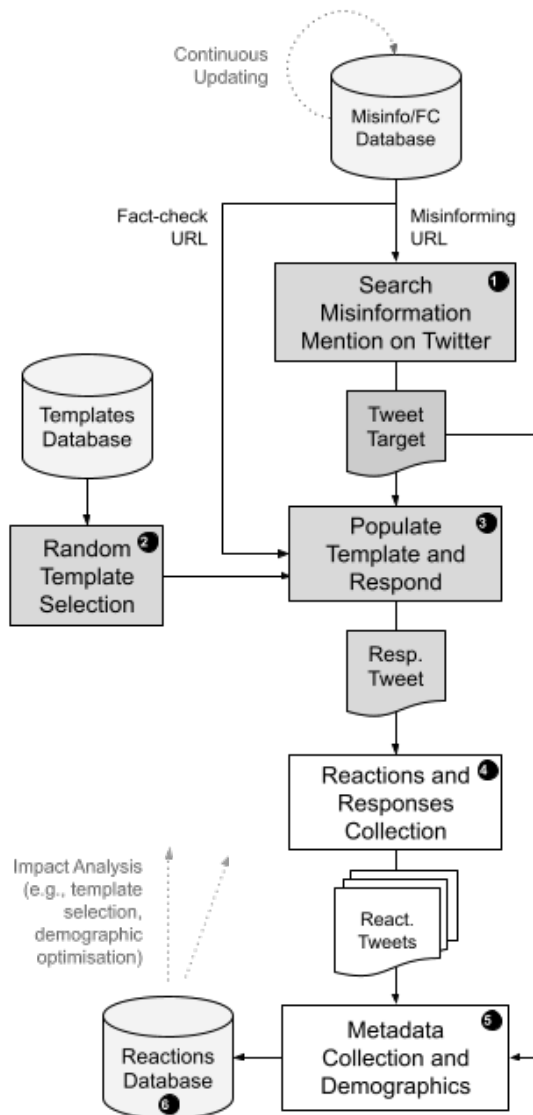 Continuous
Updating
Misinfo/FC
Database
Fact-check
URL
Misinforming
URL
1
Search
Misinformation
Mention on Twitter
Templates
Database
Tweet
Target
2
Random
Template
Selection
3
Populate
Template and
Respond
Resp.
Tweet
4
Reactions and
Responses
Collection
Impact Analysis
(e.g., template
selection,
demographic
optimisation)
React.
Tweets
5
Metadada
Collection and
Demographics
Reactions
Database
6